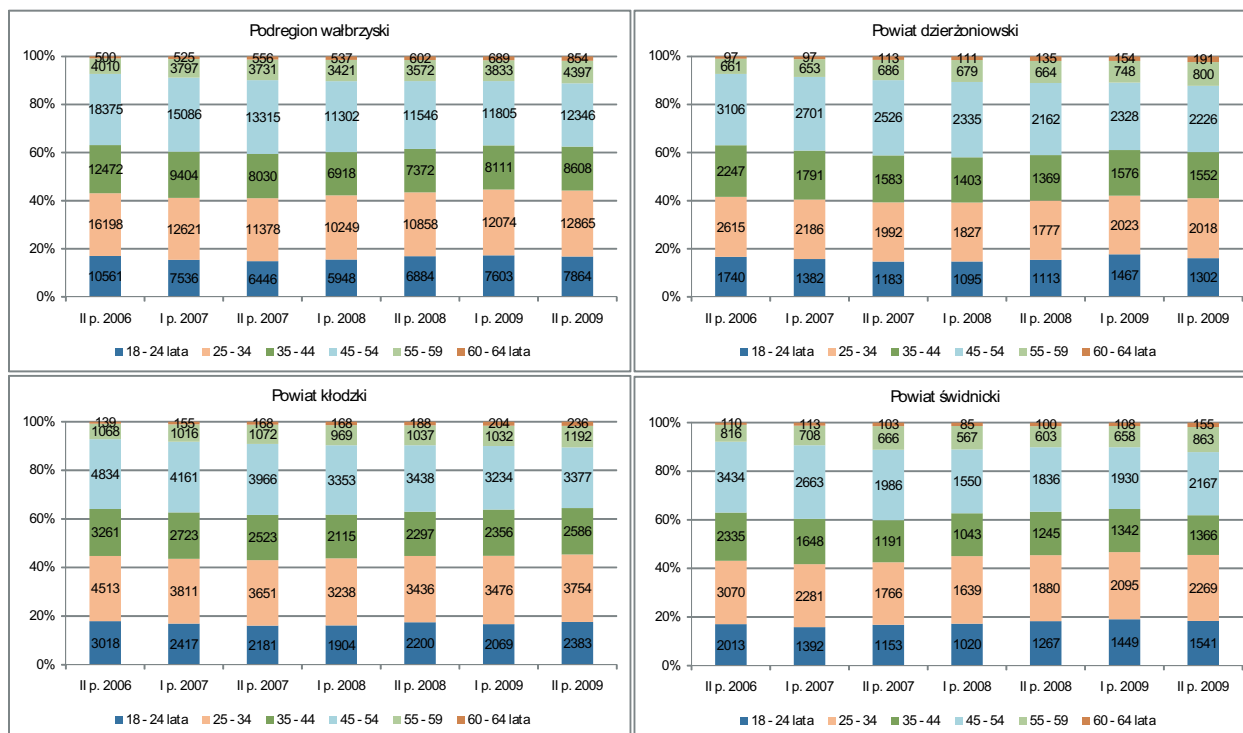 Podregion wałbrzyski
100%
80%
60%
40%
20%
0%
500 525 556 537 602 689 854
4010 3797 3731 3421 3572 3833 4397
18375 15086 13315 11302 11546 11805 12346
12472 9404 8030 6918 7372 8111 8608
16198 12621 11378 10249 10858 12074 12865
10561 7536 6446 5948 6884 7603 7864
II p. 2006 I p. 2007 II p. 2007 I p. 2008 II p. 2008 I p. 2009 II p. 2009
18 - 24 lata 25 - 34 35 - 44 45 - 54 55 - 59 60 - 64 lata
Powiat dzierżoniowski
100%
80%
60%
40%
20%
0%
97 97 113 111 135 154 191
661 653 686 679 664 748 800
3106 2701 2526 2335 2162 2328 2226
2247 1791 1583 1403 1369 1576 1552
2615 2186 1992 1827 1777 2023 2018
1740 1382 1183 1095 1113 1467 1302
II p. 2006 I p. 2007 II p. 2007 I p. 2008 II p. 2008 I p. 2009 II p. 2009
18 - 24 lata 25 - 34 35 - 44 45 - 54 55 - 59 60 - 64 lata
Powiat kłodzki
100%
80%
60%
40%
20%
0%
139 155 168 168 188 204 236
1068 1016 1072 969 1037 1032 1192
4834 4161 3966 3353 3438 3234 3377
3261 2723 2523 2115 2297 2356 2586
4513 3811 3651 3238 3436 3476 3754
3018 2417 2181 1904 2200 2069 2383
II p. 2006 I p. 2007 II p. 2007 I p. 2008 II p. 2008 I p. 2009 II p. 2009
18 - 24 lata 25 - 34 35 - 44 45 - 54 55 - 59 60 - 64 lata
Powiat świdnicki
100%
80%
60%
40%
20%
0%
110 113 103 85 100 108 155
816 708 666 567 603 658 863
3434 2663 1986 1550 1836 1930 2167
2335 1648 1191 1043 1245 1342 1366
3070 2281 1766 1639 1880 2095 2269
2013 1392 1153 1020 1267 1449 1541
II p. 2006 I p. 2007 II p. 2007 I p. 2008 II p. 2008 I p. 2009 II p. 2009
18 - 24 lata 25 - 34 35 - 44 45 - 54 55 - 59 60 - 64 lata